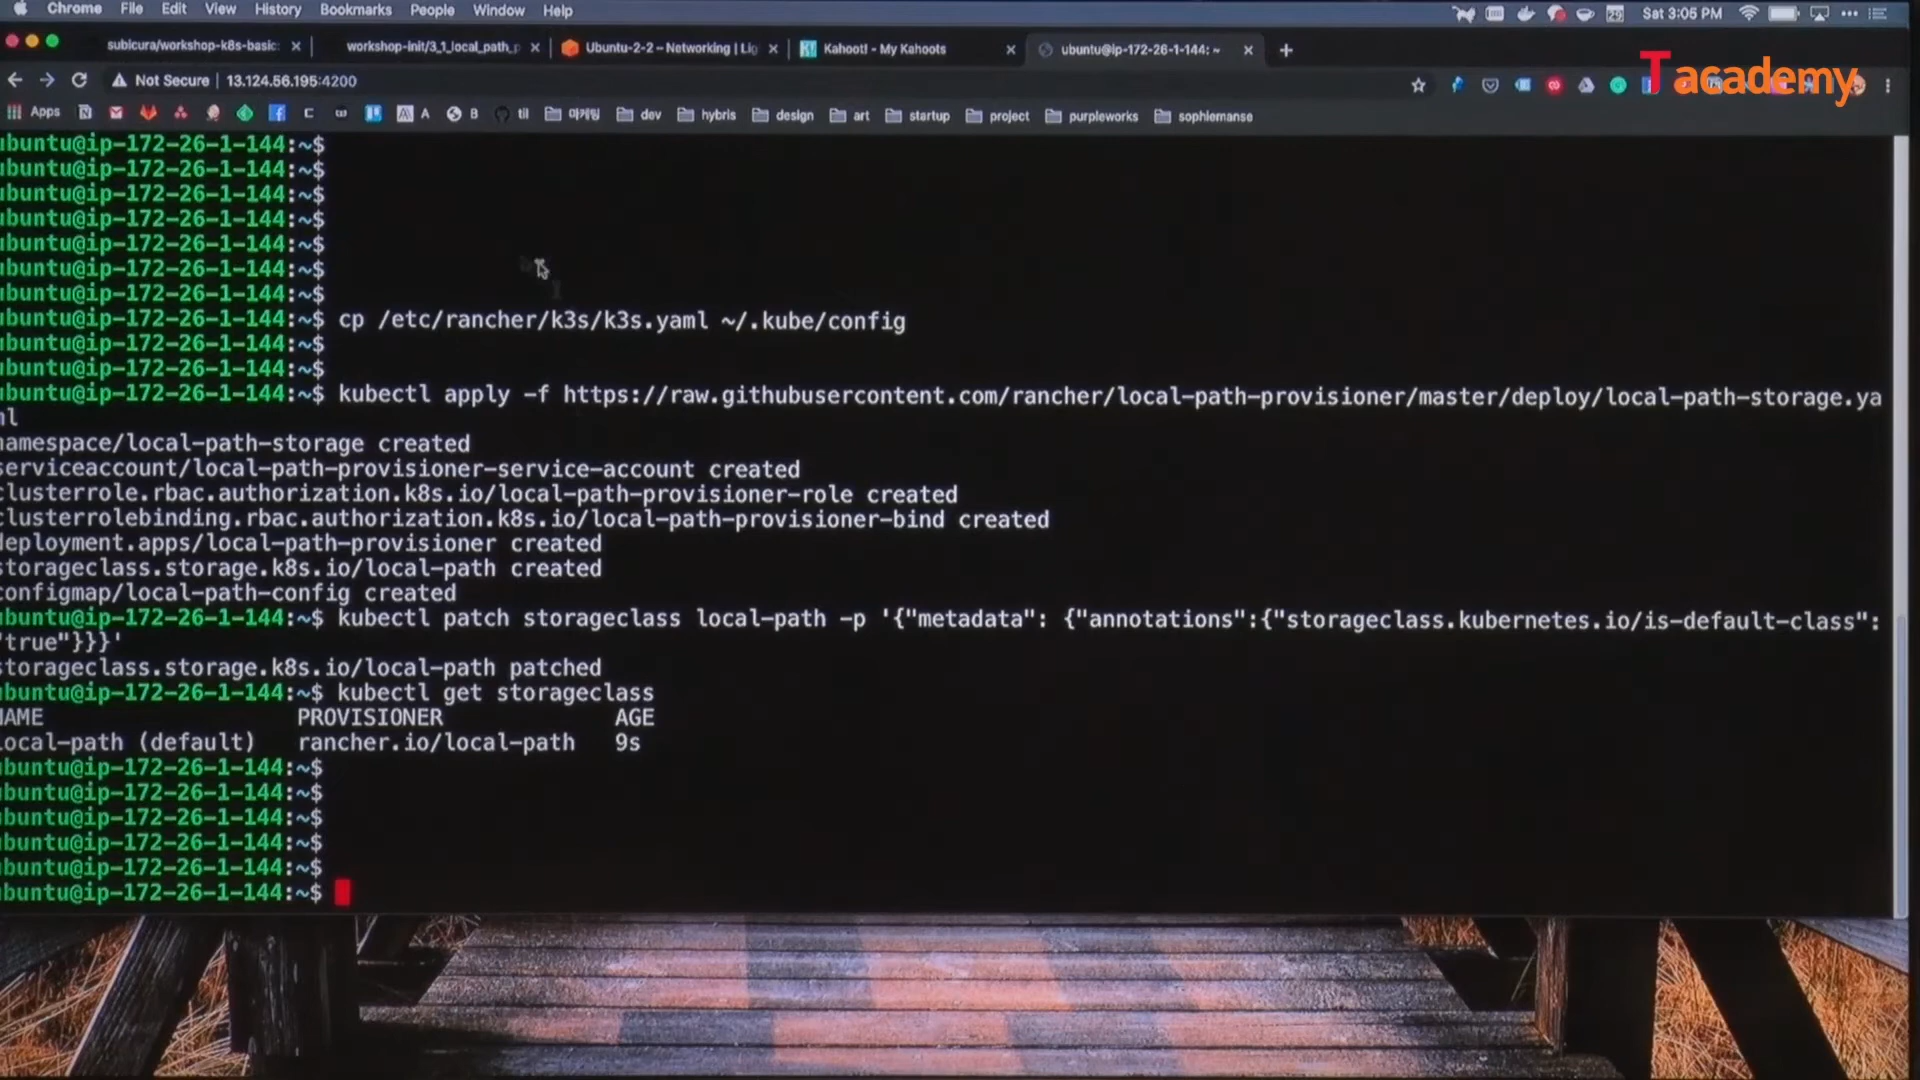 Chrome File Edit View History Bookmarks People Window Help Sat 3:05 PM
subicura/workshop-k8s-basic: workshop-init/3_1_local_path_p Ubuntu-2-2 – Networking | Lig Kahoot! - My Kahoots ubuntu@ip-172-26-1-144: ~
Not Secure | 13.124.56.195:4200
Tacademy
Apps A B til 마케팅 dev hybris design art startup project purpleworks sophiemanse
ubuntu@ip-172-26-1-144:~$
ubuntu@ip-172-26-1-144:~$
ubuntu@ip-172-26-1-144:~$
ubuntu@ip-172-26-1-144:~$
ubuntu@ip-172-26-1-144:~$
ubuntu@ip-172-26-1-144:~$
ubuntu@ip-172-26-1-144:~$
ubuntu@ip-172-26-1-144:~$ cp /etc/rancher/k3s/k3s.yaml ~/.kube/config
ubuntu@ip-172-26-1-144:~$
ubuntu@ip-172-26-1-144:~$
ubuntu@ip-172-26-1-144:~$ kubectl apply -f https://raw.githubusercontent.com/rancher/local-path-provisioner/master/deploy/local-path-storage.ya
ml
namespace/local-path-storage created
serviceaccount/local-path-provisioner-service-account created
clusterrole.rbac.authorization.k8s.io/local-path-provisioner-role created
clusterrolebinding.rbac.authorization.k8s.io/local-path-provisioner-bind created
deployment.apps/local-path-provisioner created
storageclass.storage.k8s.io/local-path created
configmap/local-path-config created
ubuntu@ip-172-26-1-144:~$ kubectl patch storageclass local-path -p '{"metadata": {"annotations":{"storageclass.kubernetes.io/is-default-class":
"true"}}}'
storageclass.storage.k8s.io/local-path patched
ubuntu@ip-172-26-1-144:~$ kubectl get storageclass
NAME PROVISIONER AGE
local-path (default) rancher.io/local-path 9s
ubuntu@ip-172-26-1-144:~$
ubuntu@ip-172-26-1-144:~$
ubuntu@ip-172-26-1-144:~$
ubuntu@ip-172-26-1-144:~$
ubuntu@ip-172-26-1-144:~$
ubuntu@ip-172-26-1-144:~$